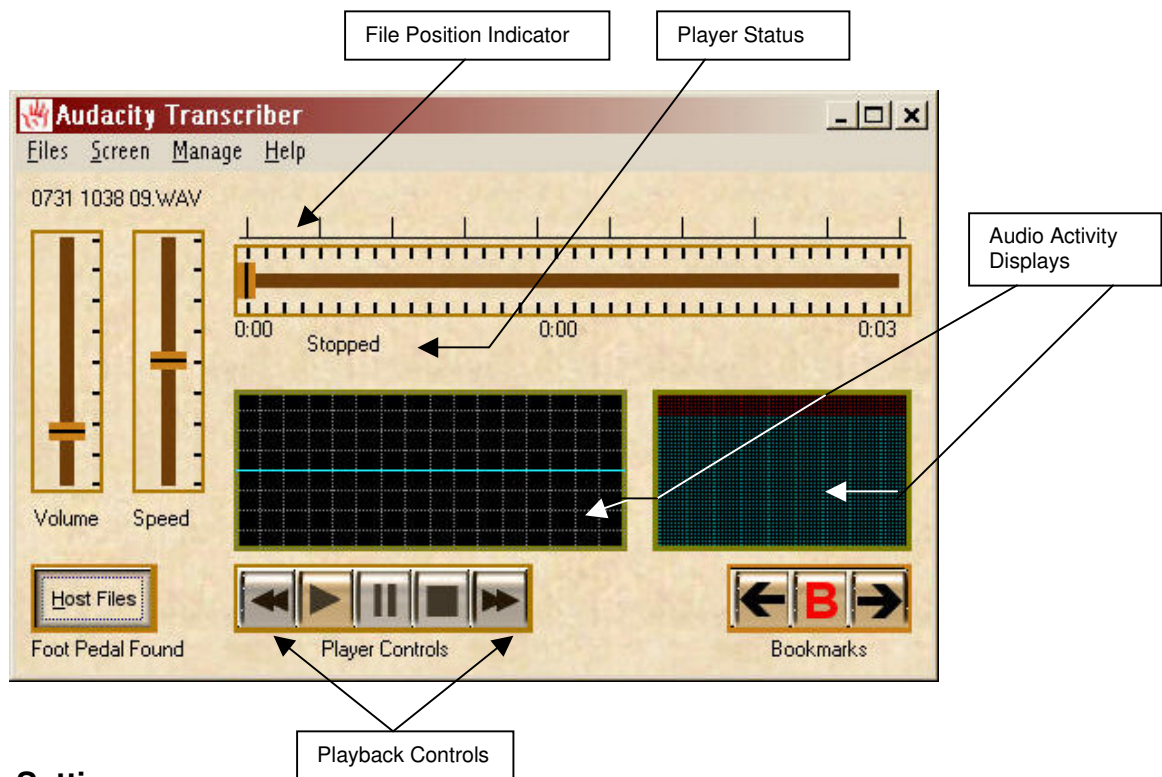 File Position Indicator
Player Status
Audacity Transcriber
Files Screen Manage Help
0731 1038 09.WAV
Audio Activity
Displays
0:00 0:00 0:03
Stopped
Volume Speed
Host Files
B
Foot Pedal Found
Player Controls
Bookmarks
Playback Controls